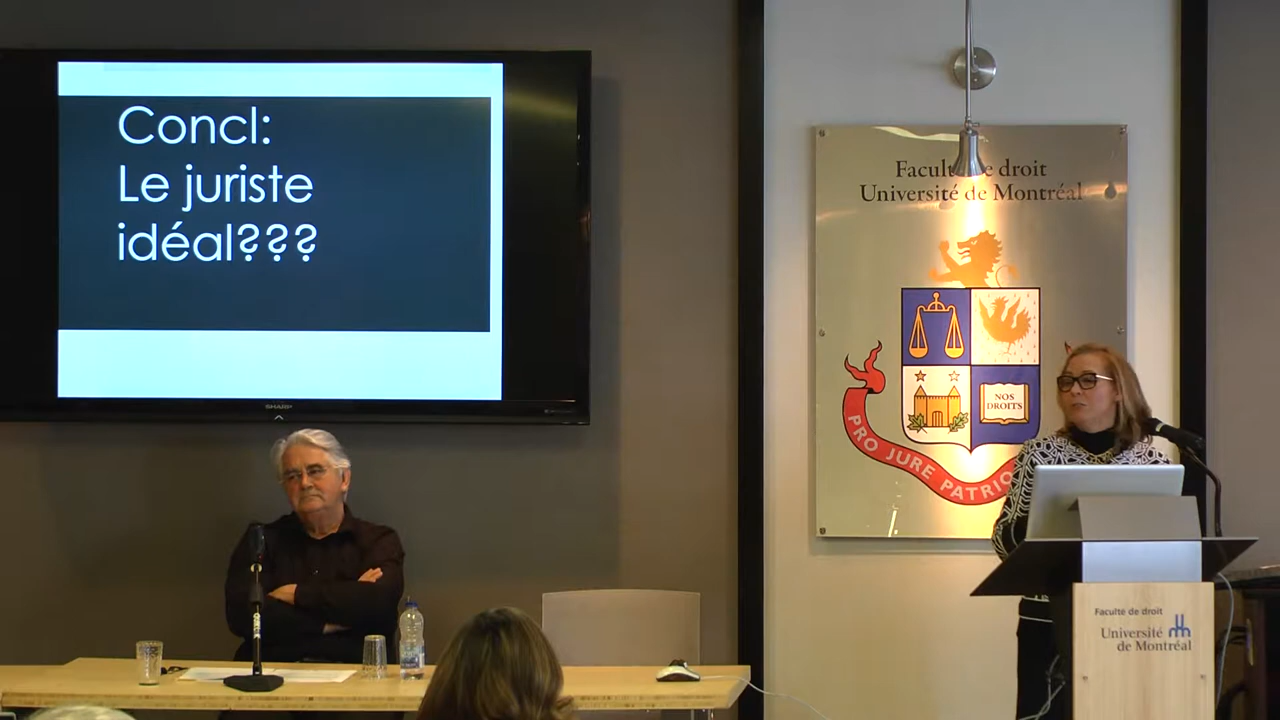 Concl:
Le juriste
idéal???
SHARP
Faculté de droit
Université de Montréal
NOS
DROITS
PRO JURE PATRIO
Faculté de droit
Université
de Montréal